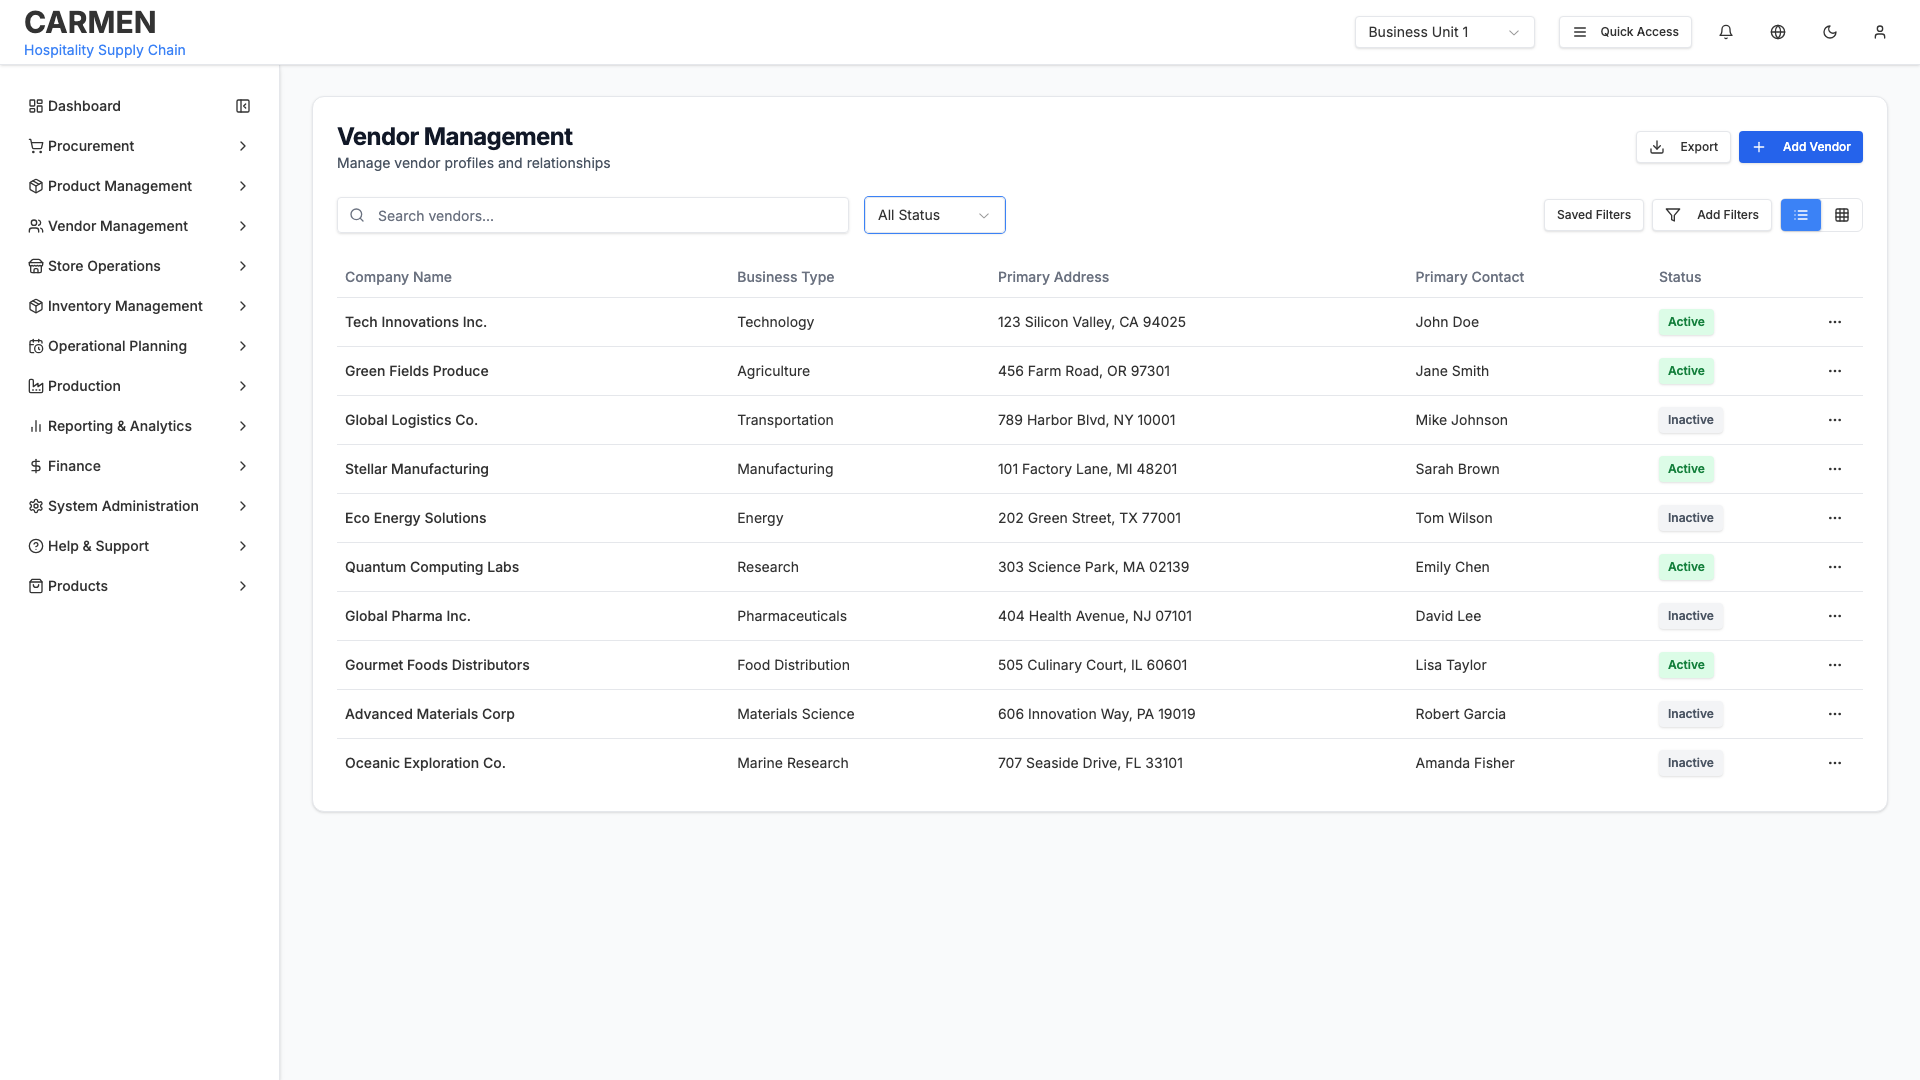 CARMEN
Hospitality Supply Chain
Business Unit 1
Quick Access
Dashboard
Procurement
Product Management
Vendor Management
Store Operations
Inventory Management
Operational Planning
Production
Reporting & Analytics
Finance
System Administration
Help & Support
Products
Vendor Management
Manage vendor profiles and relationships
Export
Add Vendor
Search vendors...
All Status
Saved Filters
Add Filters
Company Name Business Type Primary Address Primary Contact Status
Tech Innovations Inc. Technology 123 Silicon Valley, CA 94025 John Doe Active
Green Fields Produce Agriculture 456 Farm Road, OR 97301 Jane Smith Active
Global Logistics Co. Transportation 789 Harbor Blvd, NY 10001 Mike Johnson Inactive
Stellar Manufacturing Manufacturing 101 Factory Lane, MI 48201 Sarah Brown Active
Eco Energy Solutions Energy 202 Green Street, TX 77001 Tom Wilson Inactive
Quantum Computing Labs Research 303 Science Park, MA 02139 Emily Chen Active
Global Pharma Inc. Pharmaceuticals 404 Health Avenue, NJ 07101 David Lee Inactive
Gourmet Foods Distributors Food Distribution 505 Culinary Court, IL 60601 Lisa Taylor Active
Advanced Materials Corp Materials Science 606 Innovation Way, PA 19019 Robert Garcia Inactive
Oceanic Exploration Co. Marine Research 707 Seaside Drive, FL 33101 Amanda Fisher Inactive